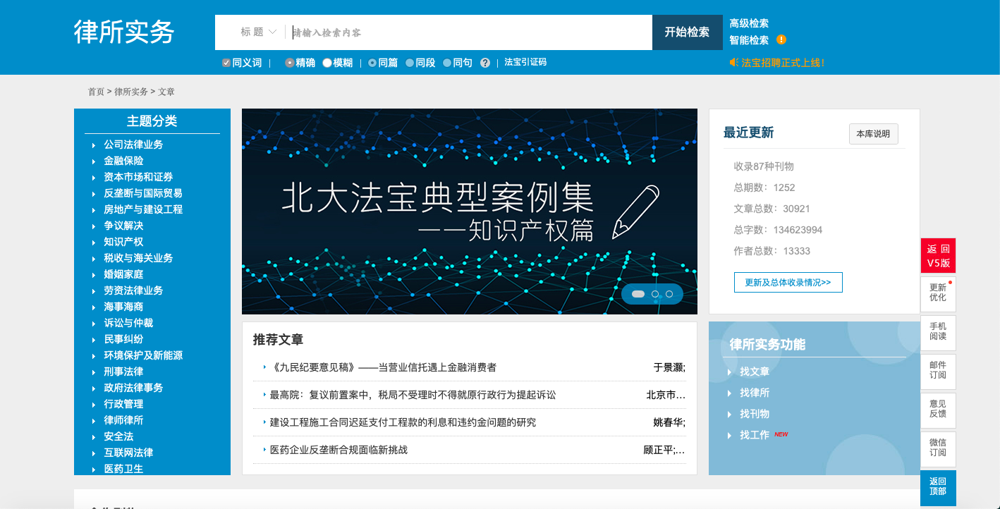 律所实务
标 题
请输入检索内容
开始检索
高级检索
智能检索
同义词 | 精确 模糊 | 同篇 同段 同句 ? | 法宝引证码
法宝招聘正式上线！
首页 > 律所实务 > 文章
主题分类
公司法律业务
金融保险
资本市场和证券
反垄断与国际贸易
房地产与建设工程
争议解决
知识产权
税收与海关业务
婚姻家庭
劳资法律业务
海事海商
诉讼与仲裁
民事纠纷
环境保护及新能源
刑事法律
政府法律事务
行政管理
律师律所
安全法
互联网法律
医药卫生
北大法宝典型案例集
——知识产权篇
推荐文章
《九民纪要意见稿》——当营业信托遇上金融消费者 于景灏;
最高院：复议前置案中，税局不受理时不得就原行政行为提起诉讼 北京市...
建设工程施工合同迟延支付工程款的利息和违约金问题的研究 姚春华;
医药企业反垄断合规面临新挑战 顾正平;...
最近更新
本库说明
收录87种刊物
总期数：1252
文章总数：30921
总字数：134623994
作者总数：13333
更新及总体收录情况>>
律所实务功能
找文章
找律所
找刊物
找工作 NEW
返 回
V5版
更新
优化
手机
阅读
邮件
订阅
意见
反馈
微信
订阅
返回
顶部